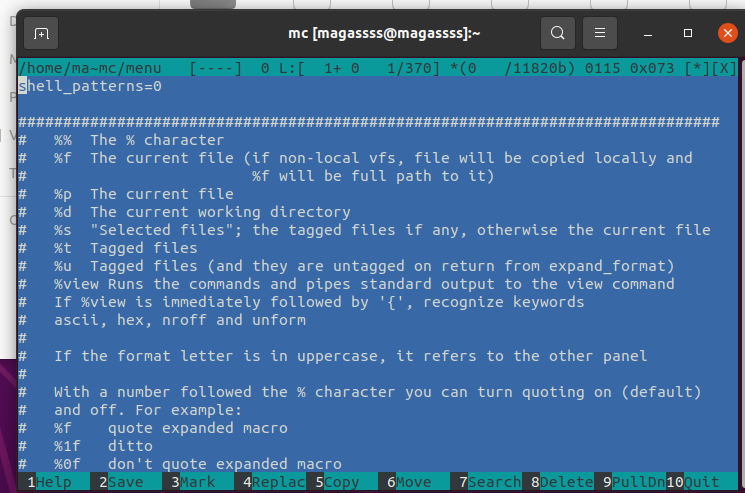 mc [magassss@magassss]:~
/home/ma~mc/menu   [----]  0 L:[  1+ 0   1/370] *(0   /11820b) 0115 0x073 [*][X]
shell_patterns=0
###############################################################################
#   %%  The % character
#   %f  The current file (if non-local vfs, file will be copied locally and
#                         %f will be full path to it)
#   %p  The current file
#   %d  The current working directory
#   %s  "Selected files"; the tagged files if any, otherwise the current file
#   %t  Tagged files
#   %u  Tagged files (and they are untagged on return from expand_format)
#   %view Runs the commands and pipes standard output to the view command
#   If %view is immediately followed by '{', recognize keywords
#   ascii, hex, nroff and unform
#
#   If the format letter is in uppercase, it refers to the other panel
#
#   With a number followed the % character you can turn quoting on (default)
#   and off. For example:
#   %f    quote expanded macro
#   %1f   ditto
#   %0f   don't quote expanded macro
1Help  2Save  3Mark  4Replac 5Copy  6Move  7Search 8Delete 9PullDn 10Quit